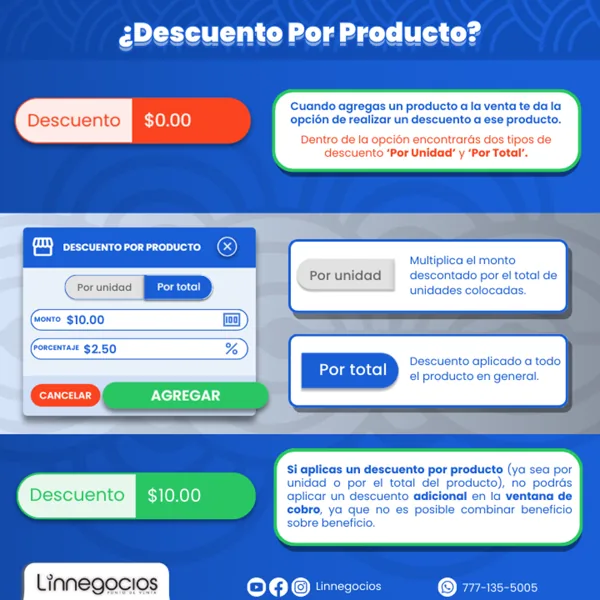 ¿Descuento Por Producto?
Descuento $0.00
Cuando agregas un producto a la venta te da la
opción de realizar un descuento a ese producto.
Dentro de la opción encontrarás dos tipos de
descuento ‘Por Unidad’ y ‘Por Total’.
DESCUENTO POR PRODUCTO
Por unidad Por total
MONTO $10.00
PORCENTAJE $2.50 %
CANCELAR AGREGAR
Por unidad
Multiplica el monto
descontado por el total de
unidades colocadas.
Por total
Descuento aplicado a todo
el producto en general.
Descuento $10.00
Si aplicas un descuento por producto (ya sea por
unidad o por el total del producto), no podrás
aplicar un descuento adicional en la ventana de
cobro, ya que no es posible combinar beneficio
sobre beneficio.
Linnegocios
PUNTO DE VENTA
Linnegocios
777-135-5005